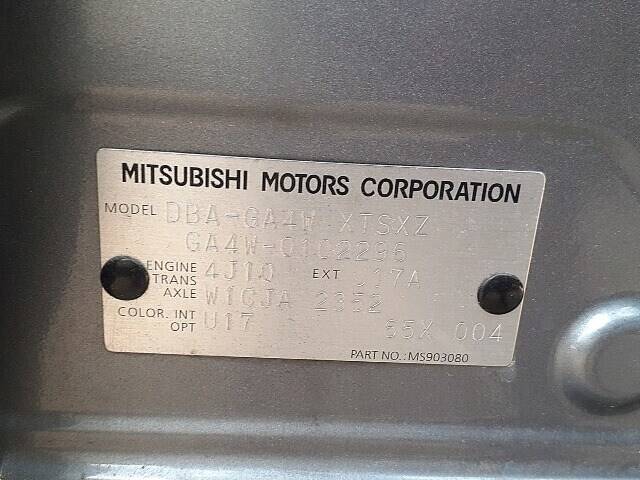 MITSUBISHI MOTORS CORPORATION
MODEL DBA-GA4W XTSXZ
GA4W-0102296
ENGINE 4J10 EXT U17A
TRANS
AXLE W1CJA 2352
COLOR. INT U17 65X 004
OPT
PART NO.: MS903080